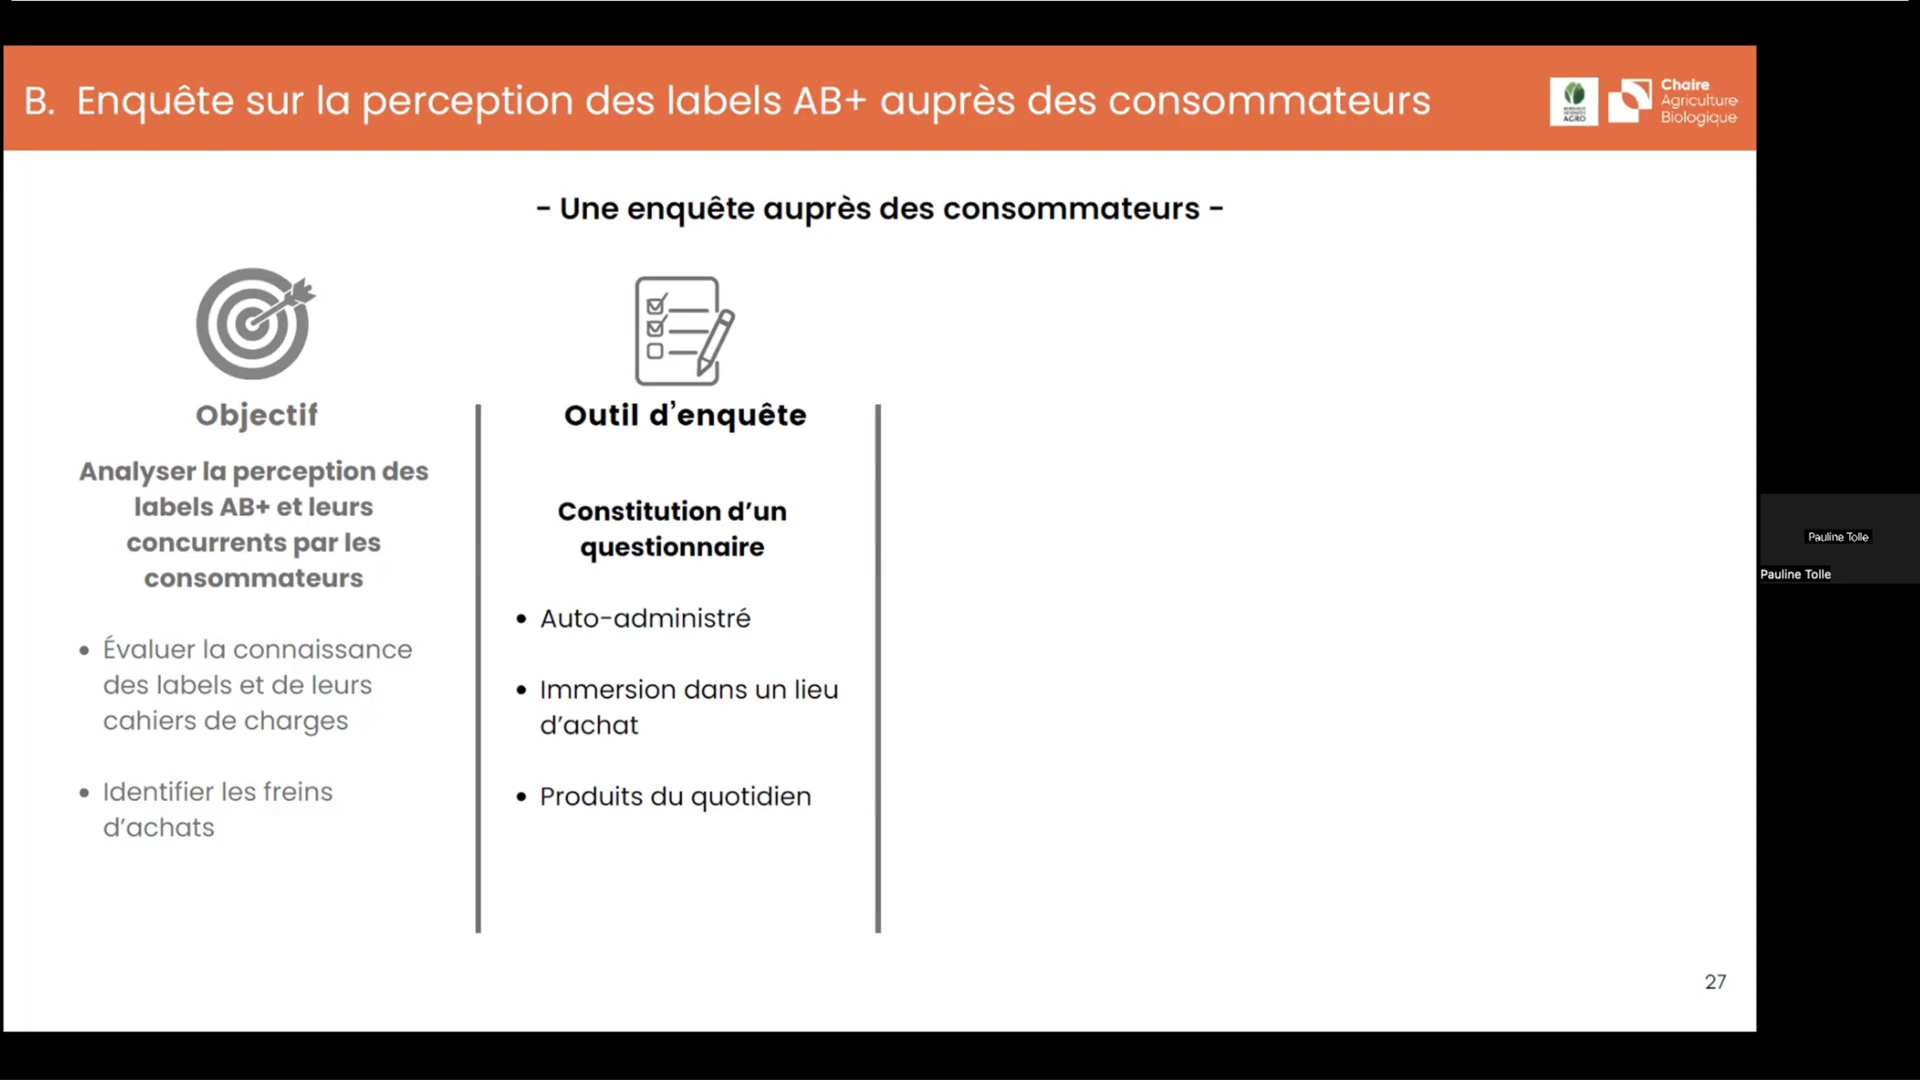 B. Enquête sur la perception des labels AB+ auprès des consommateurs
AGRO
Chaire
Agriculture
Biologique
- Une enquête auprès des consommateurs -
Objectif
Analyser la perception des
labels AB+ et leurs
concurrents par les
consommateurs
• Évaluer la connaissance
des labels et de leurs
cahiers de charges
• Identifier les freins
d'achats
Outil d'enquête
Constitution d'un
questionnaire
• Auto-administré
• Immersion dans un lieu
d'achat
• Produits du quotidien
Pauline Tolle
Pauline Tolle
27